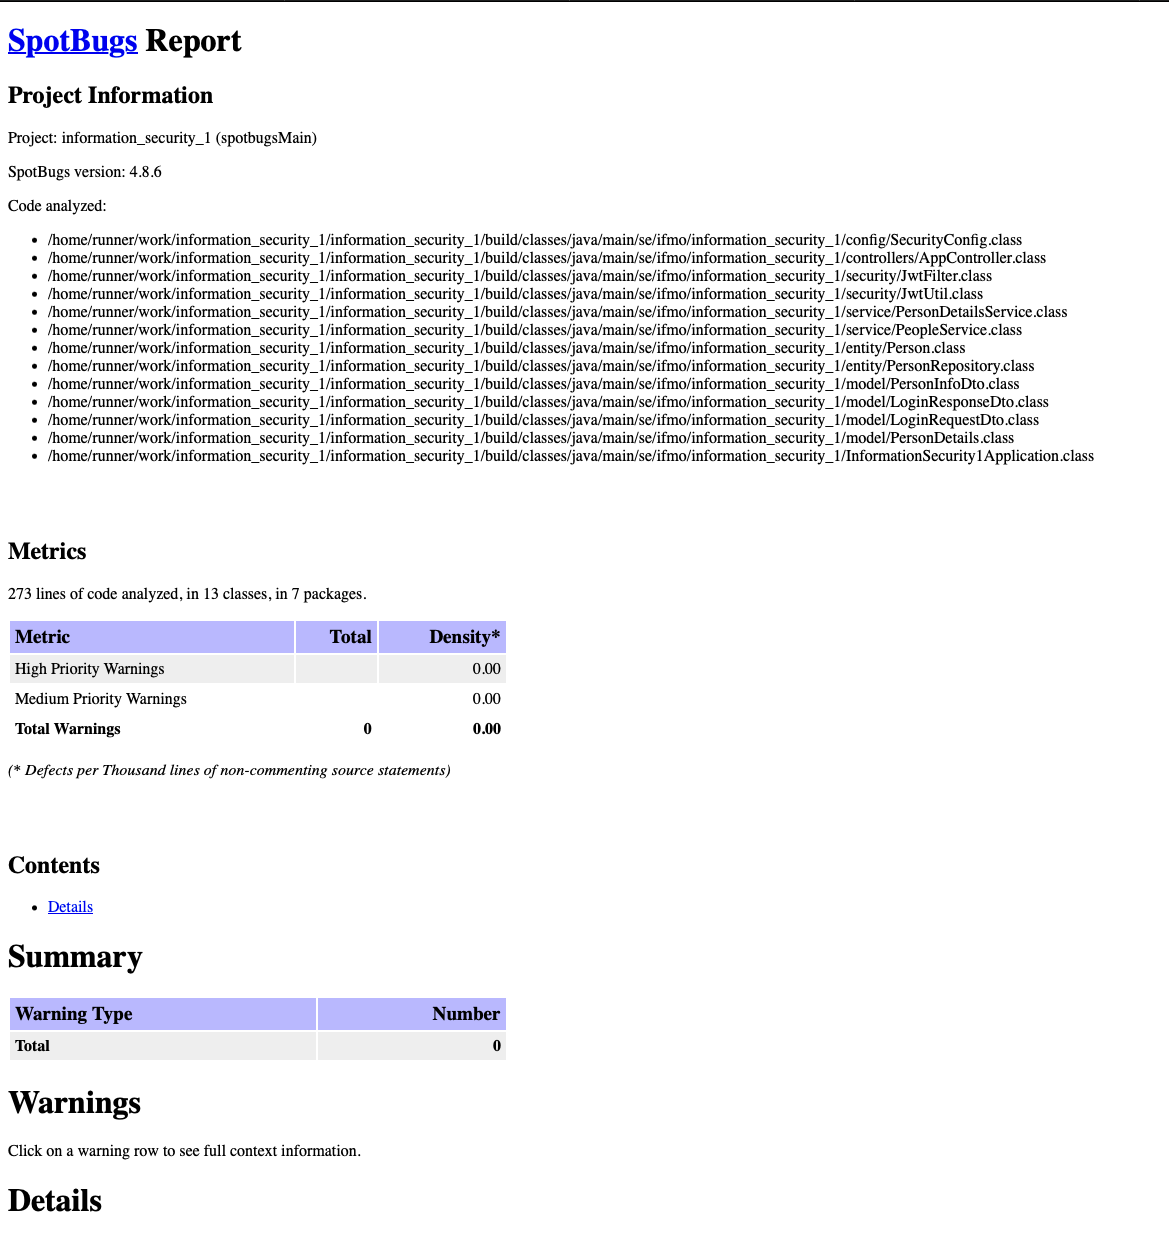 SpotBugs Report
Project Information
Project: information_security_1 (spotbugsMain)
SpotBugs version: 4.8.6
Code analyzed:
• /home/runner/work/information_security_1/information_security_1/build/classes/java/main/se/ifmo/information_security_1/config/SecurityConfig.class
• /home/runner/work/information_security_1/information_security_1/build/classes/java/main/se/ifmo/information_security_1/controllers/AppController.class
• /home/runner/work/information_security_1/information_security_1/build/classes/java/main/se/ifmo/information_security_1/security/JwtFilter.class
• /home/runner/work/information_security_1/information_security_1/build/classes/java/main/se/ifmo/information_security_1/security/JwtUtil.class
• /home/runner/work/information_security_1/information_security_1/build/classes/java/main/se/ifmo/information_security_1/service/PersonDetailsService.class
• /home/runner/work/information_security_1/information_security_1/build/classes/java/main/se/ifmo/information_security_1/service/PeopleService.class
• /home/runner/work/information_security_1/information_security_1/build/classes/java/main/se/ifmo/information_security_1/entity/Person.class
• /home/runner/work/information_security_1/information_security_1/build/classes/java/main/se/ifmo/information_security_1/entity/PersonRepository.class
• /home/runner/work/information_security_1/information_security_1/build/classes/java/main/se/ifmo/information_security_1/model/PersonInfoDto.class
• /home/runner/work/information_security_1/information_security_1/build/classes/java/main/se/ifmo/information_security_1/model/LoginResponseDto.class
• /home/runner/work/information_security_1/information_security_1/build/classes/java/main/se/ifmo/information_security_1/model/LoginRequestDto.class
• /home/runner/work/information_security_1/information_security_1/build/classes/java/main/se/ifmo/information_security_1/model/PersonDetails.class
• /home/runner/work/information_security_1/information_security_1/build/classes/java/main/se/ifmo/information_security_1/InformationSecurity1Application.class
Metrics
273 lines of code analyzed, in 13 classes, in 7 packages.
Metric Total Density*
High Priority Warnings 0.00
Medium Priority Warnings 0.00
Total Warnings 0 0.00
(* Defects per Thousand lines of non-commenting source statements)
Contents
• Details
Summary
Warning Type Number
Total 0
Warnings
Click on a warning row to see full context information.
Details